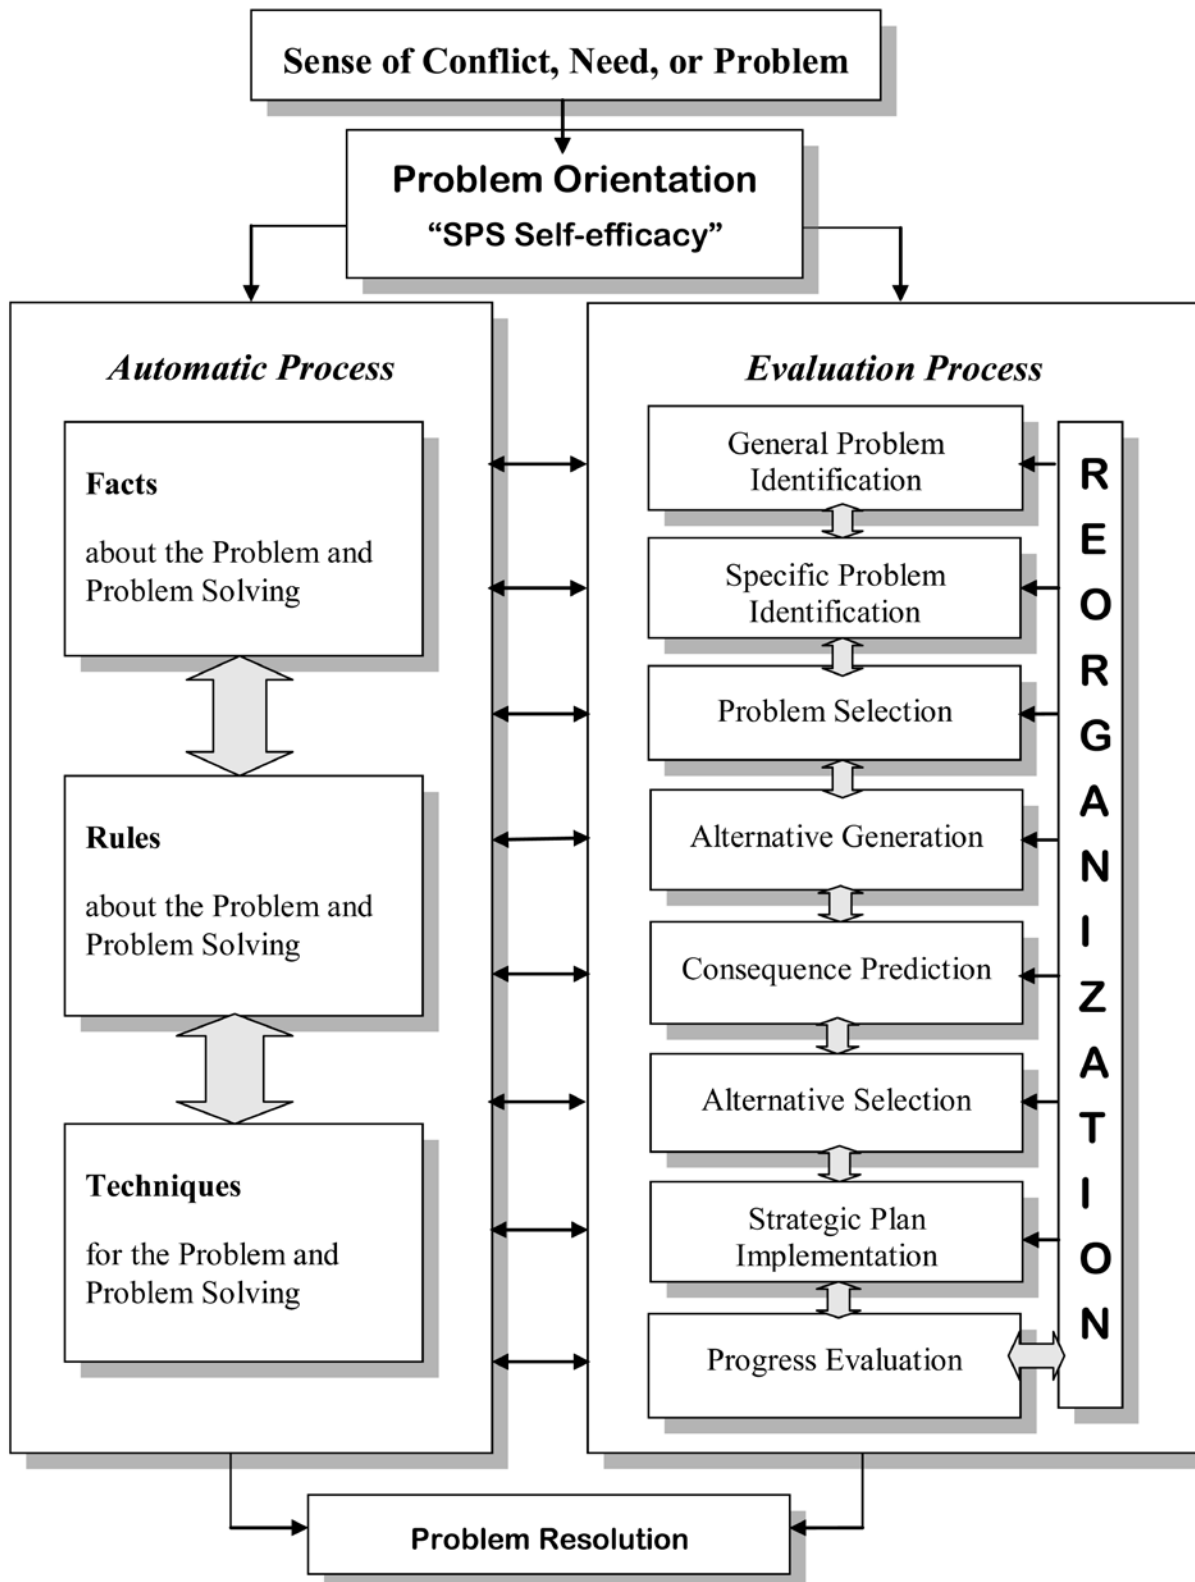 Sense of Conflict, Need, or Problem
Problem Orientation
“SPS Self-efficacy”
Automatic Process
Facts
about the Problem and
Problem Solving
Rules
about the Problem and
Problem Solving
Techniques
for the Problem and
Problem Solving
Evaluation Process
General Problem
Identification
Specific Problem
Identification
Problem Selection
Alternative Generation
Consequence Prediction
Alternative Selection
Strategic Plan
Implementation
Progress Evaluation
REORGANIZATION
Problem Resolution